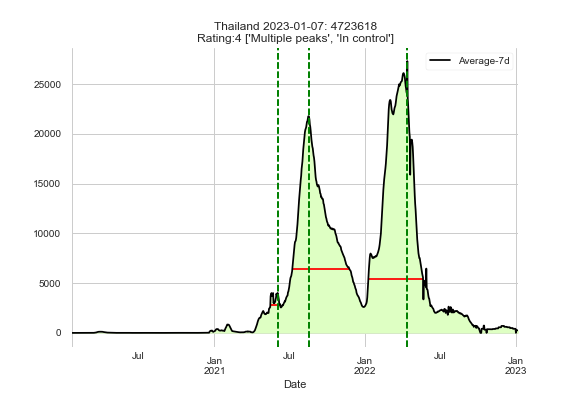 Thailand 2023-01-07: 4723618
Rating:4 ['Multiple peaks', 'In control']
Average-7d
25000
20000
15000
10000
5000
0
Jul
Jan
2021
Jul
Jan
2022
Jul
Jan
2023
Date